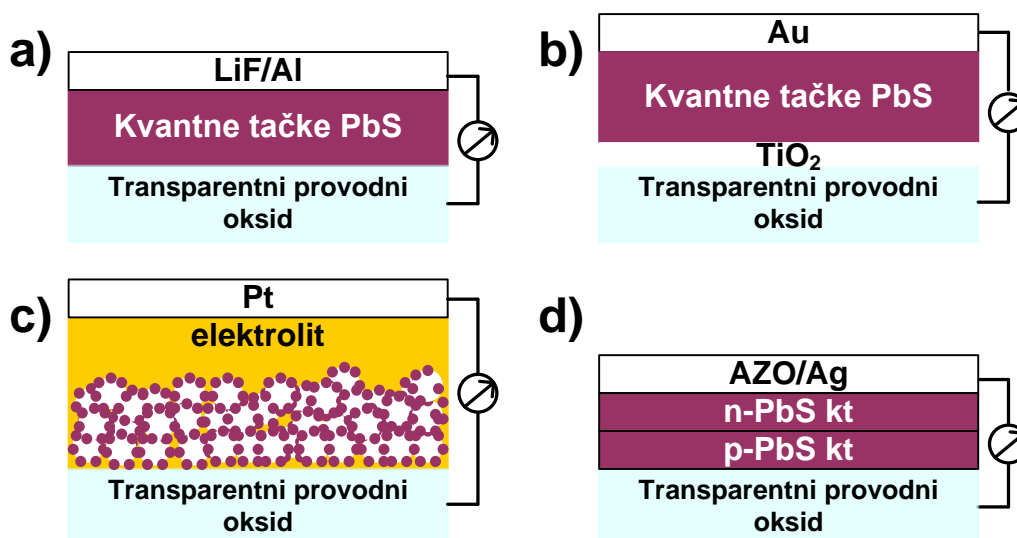 a)
LiF/Al
Kvantne tačke PbS
Transparentni provodni
oksid
b)
Au
Kvantne tačke PbS
TiO₂
Transparentni provodni
oksid
c)
Pt
elektrolit
Transparentni provodni
oksid
d)
AZO/Ag
n-PbS kt
p-PbS kt
Transparentni provodni
oksid